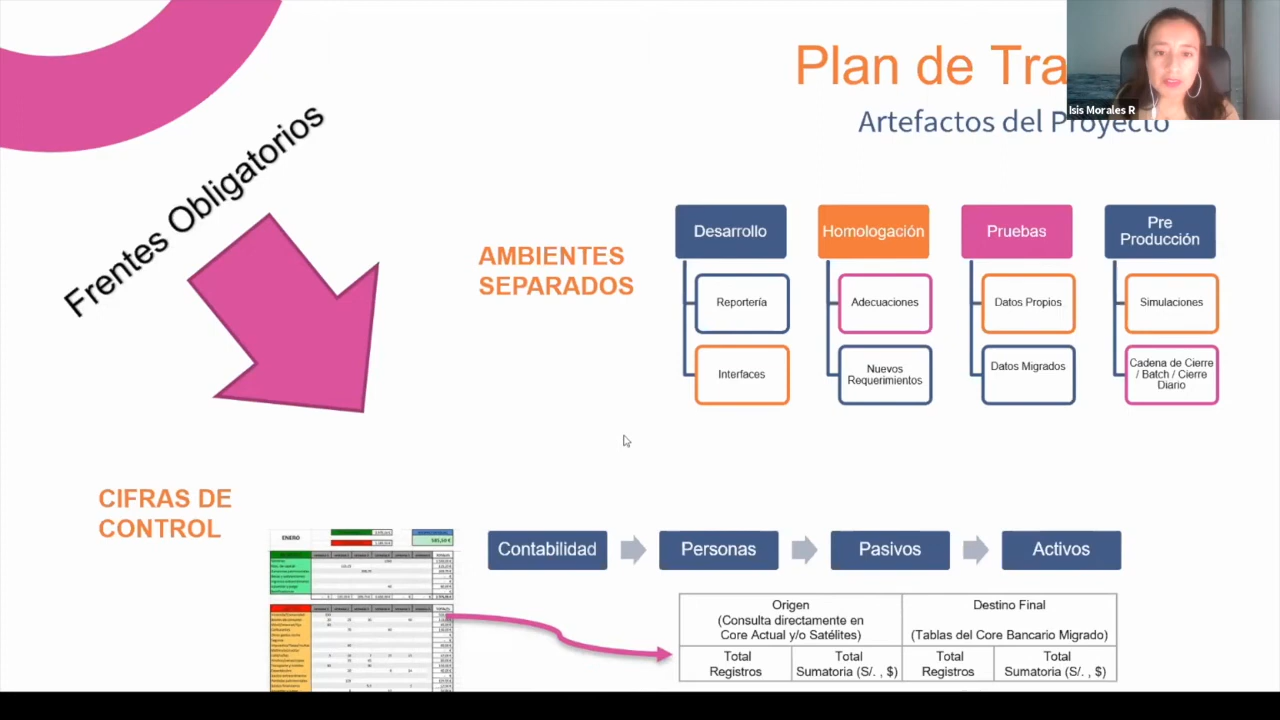 Plan de Tra
Isis Morales R
Artefactos del Proyecto
Frentes Obligatorios
AMBIENTES
SEPARADOS
Desarrollo
Homologación
Pruebas
Pre
Producción
Reportería
Adecuaciones
Datos Propios
Simulaciones
Interfaces
Nuevos
Requerimientos
Datos Migrados
Cadena de Cierre
/ Batch / Cierre
Diario
CIFRAS DE
CONTROL
ENERO
Contabilidad
Personas
Pasivos
Activos
Origen
(Consulta directamente en
Core Actual y/o Satélites)
Destino Final
(Tablas del Core Bancario Migrado)
Total
Registros
Total
Sumatoria (S/. , $)
Total
Registros
Total
Sumatoria (S/. , $)